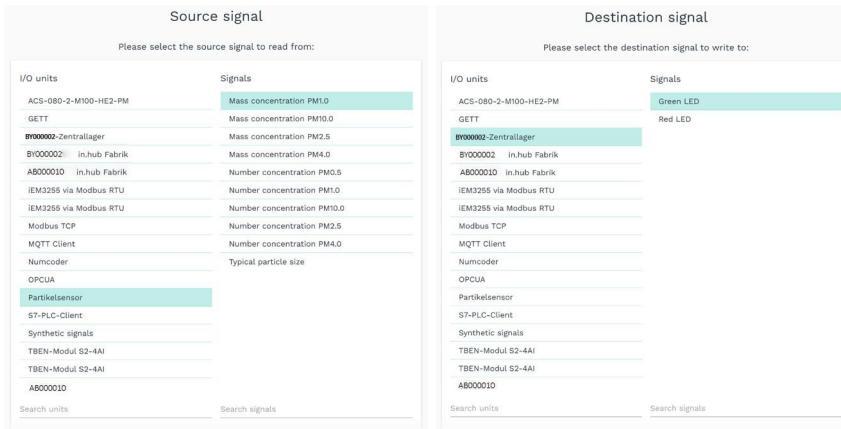 Source signal
Please select the source signal to read from:
I/O units
Signals
ACS-080-2-M100-HE2-PM
Mass concentration PM1.0
GETT
Mass concentration PM10.0
BY000002-Zentrallager
Mass concentration PM2.5
BY000002 in.hub Fabrik
Mass concentration PM4.0
AB000010 in.hub Fabrik
Number concentration PM0.5
iEM3255 via Modbus RTU
Number concentration PM1.0
iEM3255 via Modbus RTU
Number concentration PM10.0
Modbus TCP
Number concentration PM2.5
MQTT Client
Number concentration PM4.0
Numcoder
Typical particle size
OPCUA
Partikelsensor
S7-PLC-Client
Synthetic signals
TBEN-Modul S2-4AI
TBEN-Modul S2-4AI
AB000010
Search units
Search signals
Destination signal
Please select the destination signal to write to:
I/O units
Signals
ACS-080-2-M100-HE2-PM
Green LED
GETT
Red LED
BY000002-Zentrallager
BY000002 in.hub Fabrik
AB000010 in.hub Fabrik
iEM3255 via Modbus RTU
iEM3255 via Modbus RTU
Modbus TCP
MQTT Client
Numcoder
OPCUA
Partikelsensor
S7-PLC-Client
Synthetic signals
TBEN-Modul S2-4AI
TBEN-Modul S2-4AI
AB000010
Search units
Search signals